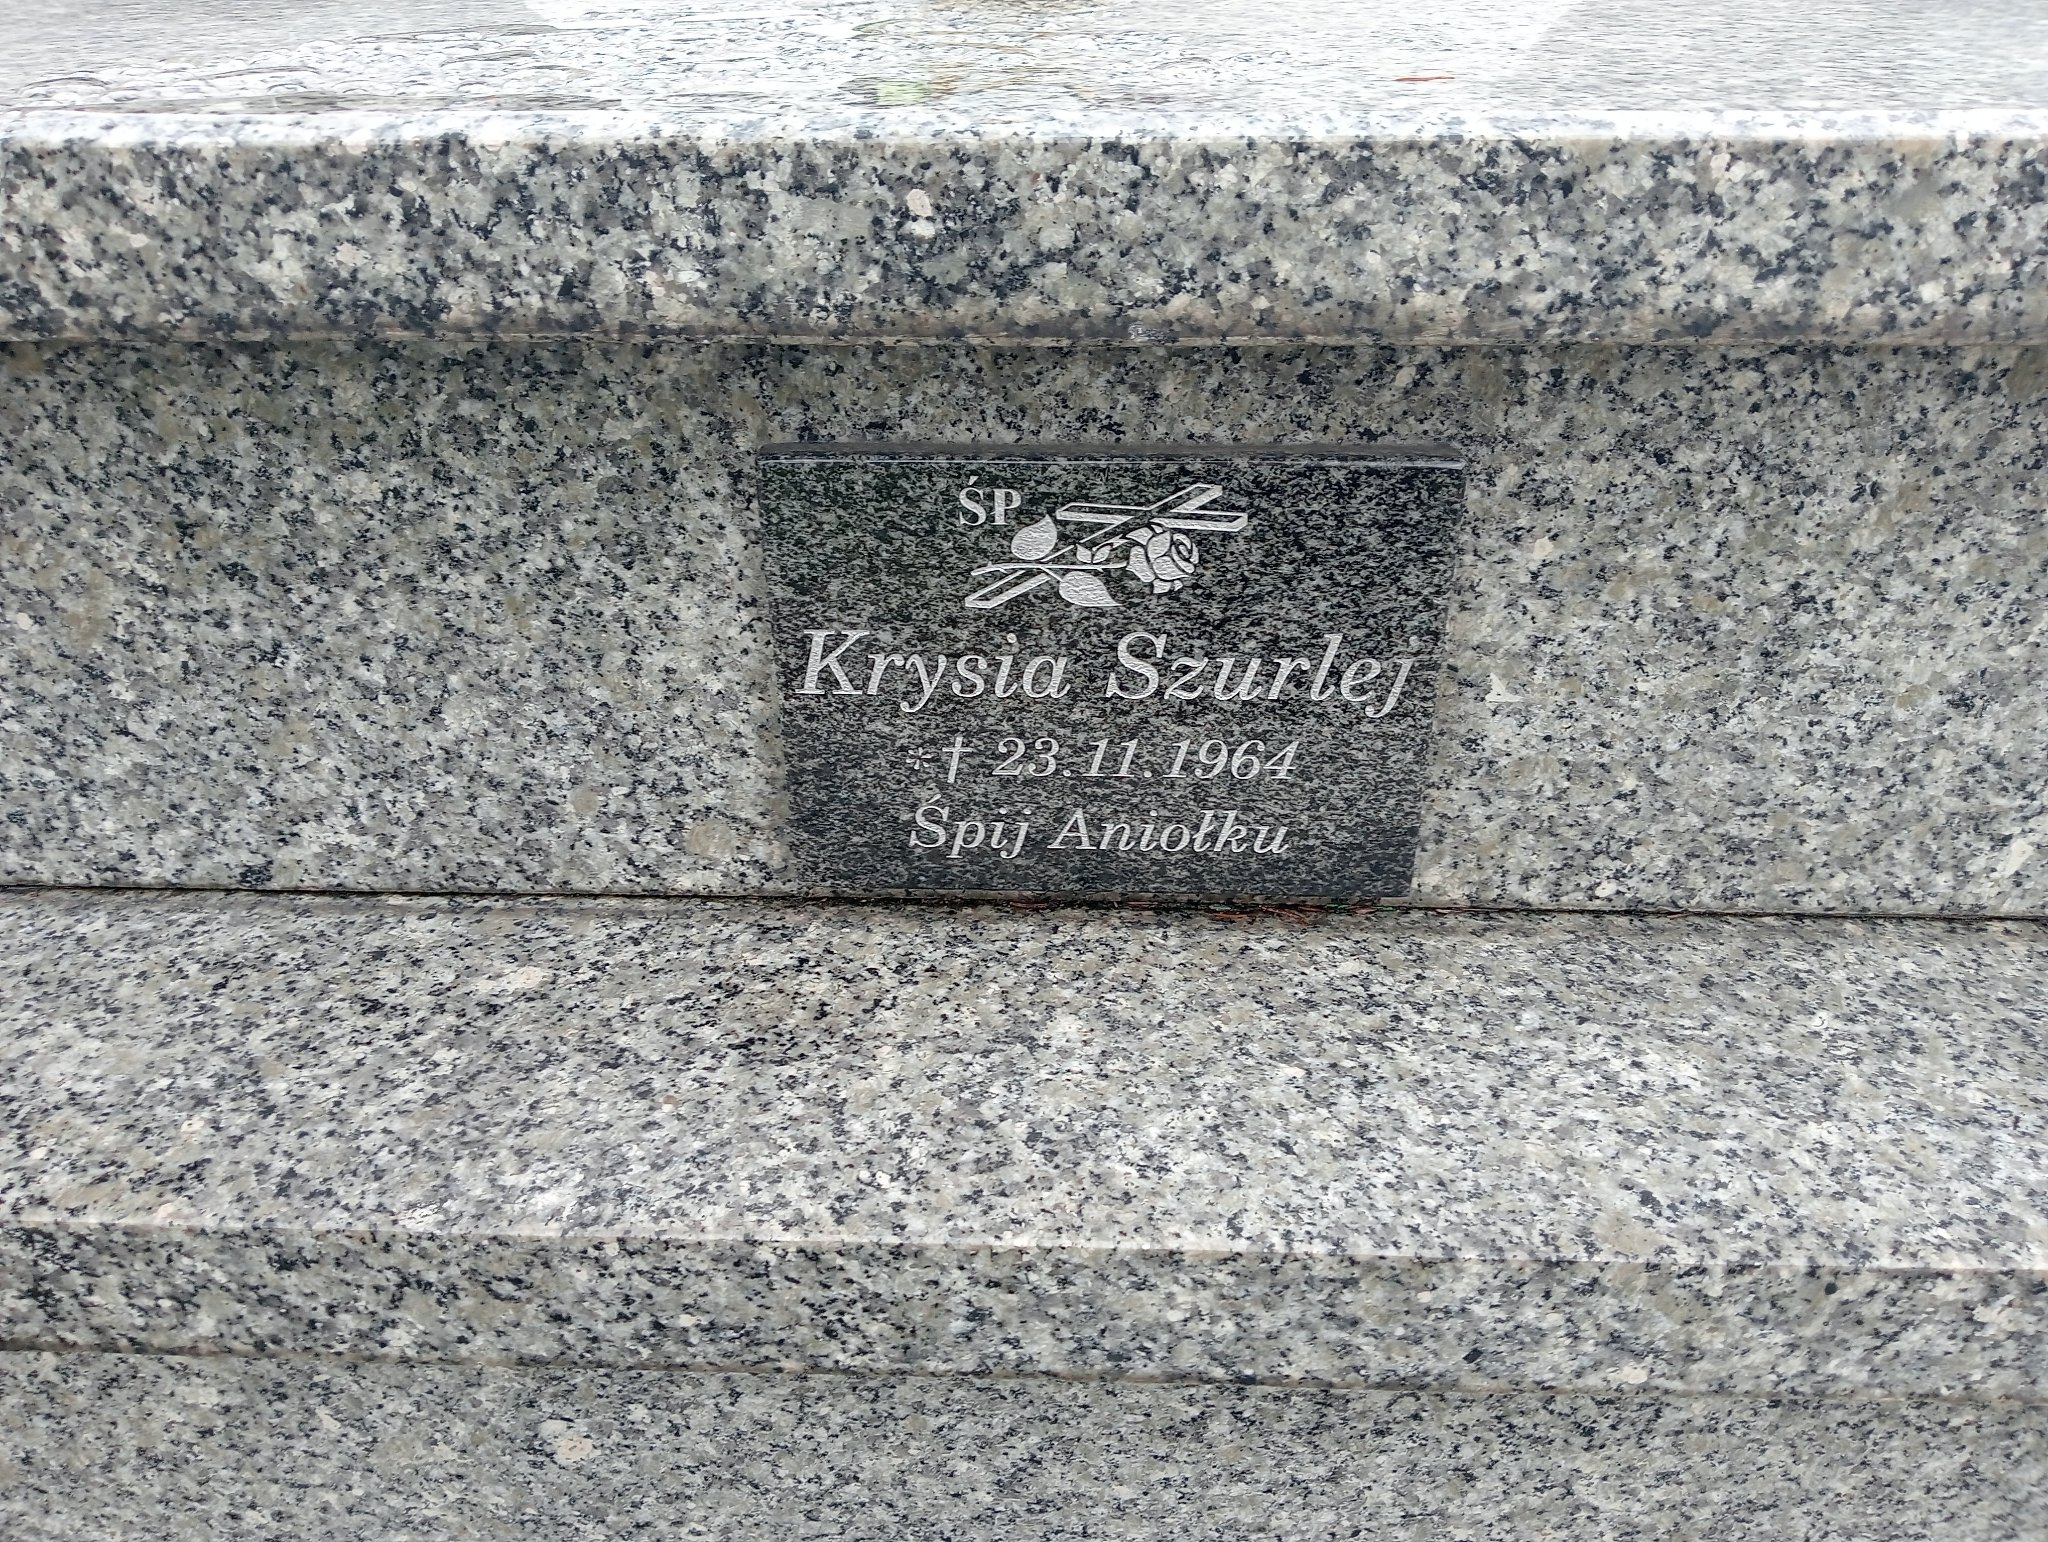 ŚP
Krysia Szurlej
*† 23.11.1964
Śpij Aniołku